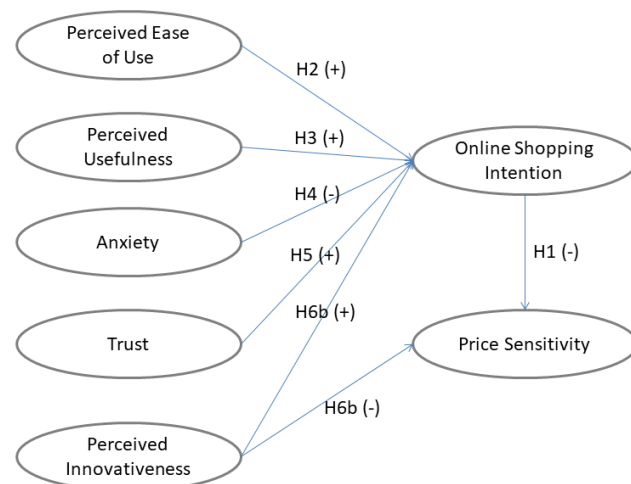 Perceived Ease
of Use
H2 (+)
Perceived
Usefulness
H3 (+)
Online Shopping
Intention
H4 (-)
Anxiety
H5 (+)
H1 (-)
H6b (+)
Trust
Price Sensitivity
H6b (-)
Perceived
Innovativeness